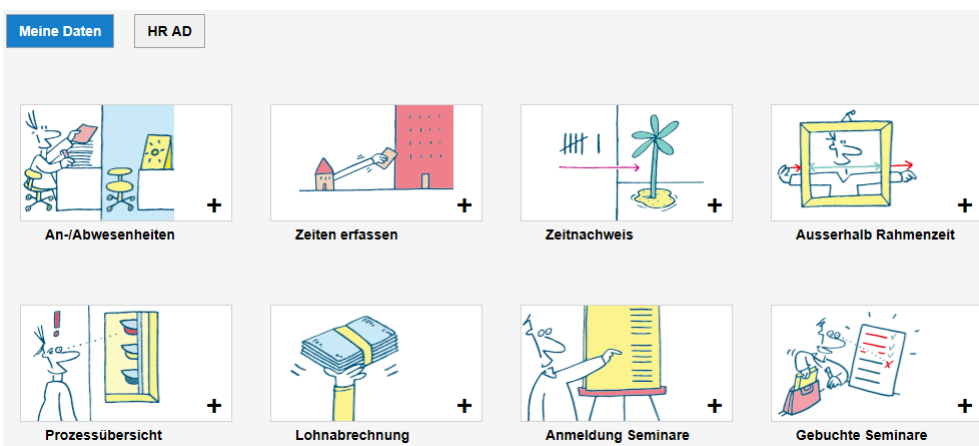 Meine Daten HR AD
An-/Abwesenheiten Zeiten erfassen Zeitnachweis Ausserhalb Rahmenzeit
Prozessübersicht Lohnabrechnung Anmeldung Seminare Gebuchte Seminare